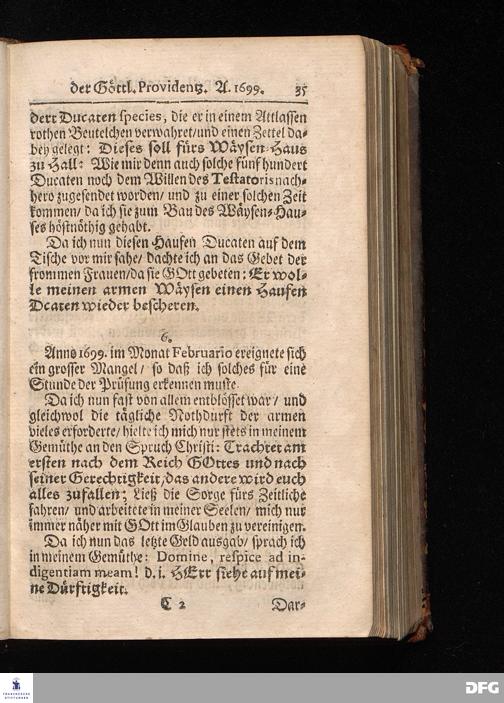 der Göttl. Providentz. A. 1699. 35
dert Ducaten species, die er in einem Attlassen
rothen Beutelchen verwahret/ und einen Zettel da-
bey gelegt: Dieses soll fürs Wäysen-Haus
zu Hall: Wie mir denn auch solche fünf hundert
Ducaten noch dem Willen des Testatoris nach-
hero zugesendet worden/ und zu einer solchen Zeit
kommen/ da ich sie zum Bau des Wäysen-Hau-
ses höstnöthig gehabt.
Da ich nun diesen Haufen Ducaten auf dem
Tische vor mir sahe/ dachte ich an das Gebet der
frommen Frauen/ da sie GOtt gebeten: Er wol-
le meinen armen Wäysen einen Haufen
Dcaten wieder bescheren.
6.
Anno 1699. im Monat Februario ereignete sich
ein grosser Mangel/ so daß ich solches für eine
Stunde der Prüfung erkennen muste.
Da ich nun fast von allem entblösset war/ und
gleichwol die tägliche Nothdurft der armen
vieles erforderte/ hielte ich mich nur stets in meinem
Gemüthe an den Spruch Christi: Trachtet am
ersten nach dem Reich GOttes und nach
seiner Gerechtigkeit/ das andere wird euch
alles zufallen; Ließ die Sorge fürs Zeitliche
fahren/ und arbeitete in meiner Seelen/ mich nur
immer näher mit GOtt im Glauben zu vereinigen.
Da ich nun das letzte Geld ausgab/ sprach ich
in meinem Gemüthe: Domine, respice ad in-
digentiam meam! d. i. HErr siehe auf mei-
ne Dürftigkeit.
C 2 Dar-
FRANCKESCHE
STIFTUNGEN
DFG